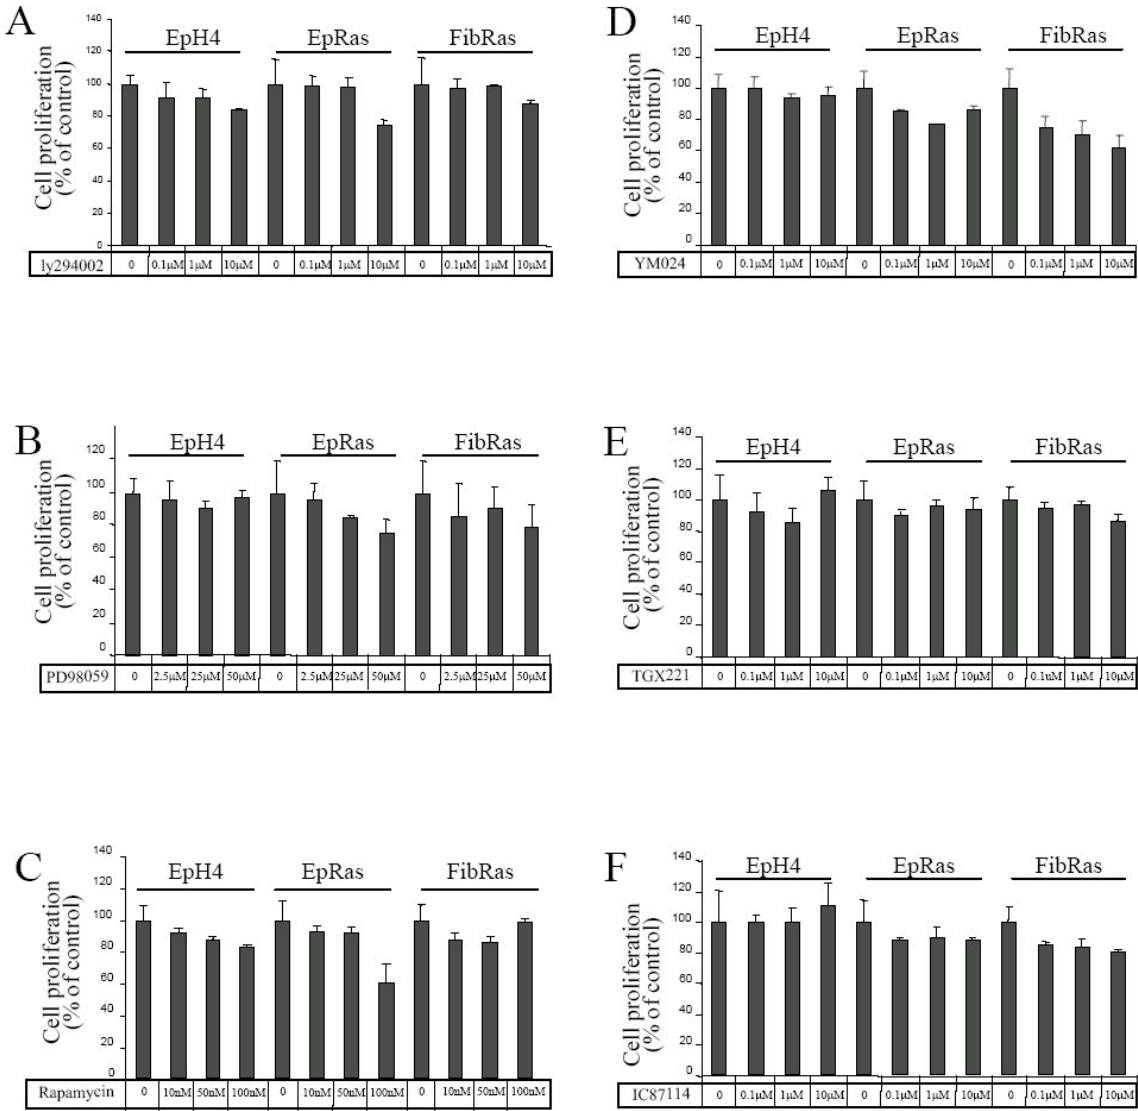 A
Cell proliferation
(% of control)
140
120
100
80
60
40
20
0
EpH4 EpRas FibRas
ly294002 0 0.1μM 1μM 10μM 0 0.1μM 1μM 10μM 0 0.1μM 1μM 10μM
D
Cell proliferation
(% of control)
140
120
100
80
60
40
20
0
EpH4 EpRas FibRas
YM024 0 0.1μM 1μM 10μM 0 0.1μM 1μM 10μM 0 0.1μM 1μM 10μM
B
Cell proliferation
(% of control)
120
100
80
60
40
20
0
EpH4 EpRas FibRas
PD98059 0 2.5μM 25μM 50μM 0 2.5μM 25μM 50μM 0 2.5μM 25μM 50μM
E
Cell proliferation
(% of control)
140
120
100
80
60
40
20
0
EpH4 EpRas FibRas
TGX221 0 0.1μM 1μM 10μM 0 0.1μM 1μM 10μM 0 0.1uM 1μM 10μM
C
Cell proliferation
(% of control)
140
120
100
80
60
40
20
0
EpH4 EpRas FibRas
Rapamycin 0 10nM 50nM 100nM 0 10nM 50nM 100nM 0 10nM 50nM 100nM
F
Cell proliferation
(% of control)
140
120
100
80
60
40
20
0
EpH4 EpRas FibRas
IC87114 0 0.1μM 1μM 10μM 0 0.1μM 1μM 10μM 0 0.1μM 1μM 10μM